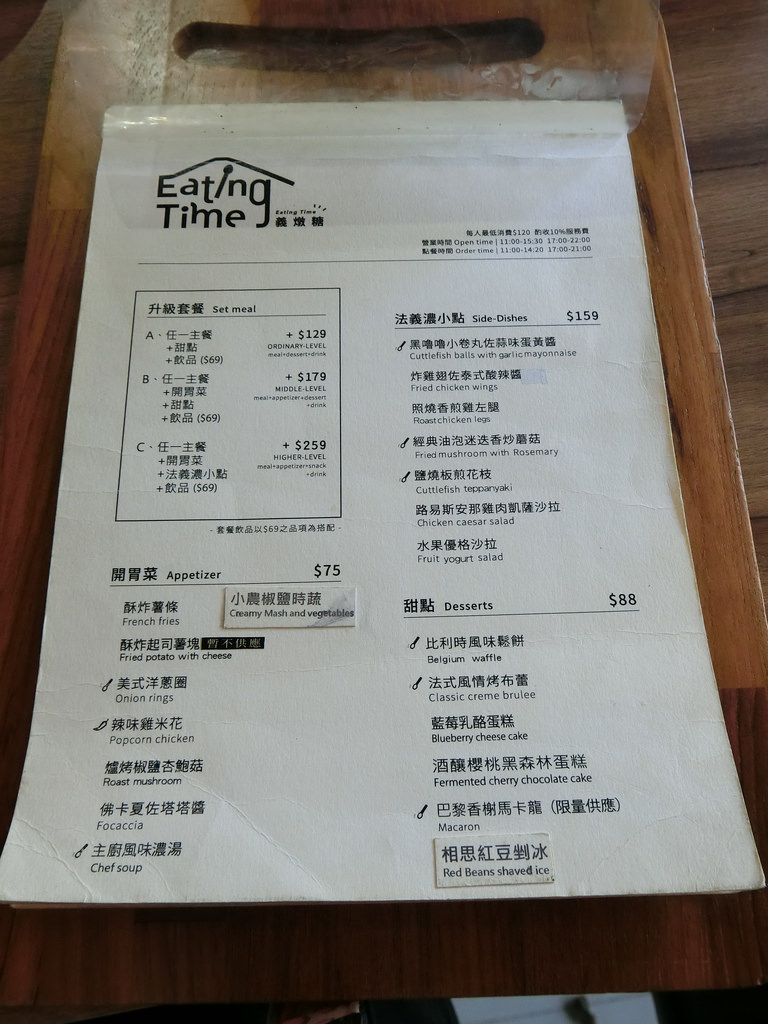 Eating
Time
Eating Time
義燉糖
每人最低消費$120 酌收10%服務費
營業時間 Open time | 11:00-15:30 17:00-22:00
點餐時間 Order time | 11:00-14:20 17:00-21:00
升級套餐 Set meal
A、任一主餐 + $129
+甜點 ORDINARY-LEVEL
+飲品 ($69) meal+dessert+drink
B、任一主餐 + $179
+開胃菜 MIDDLE-LEVEL
+甜點 meal+appetizer+dessert
+飲品 ($69) +drink
C、任一主餐 + $259
+開胃菜 HIGHER-LEVEL
+法義濃小點 meal+appetizer+snack
+飲品 ($69) +drink
- 套餐飲品以$69之品項為搭配 -
開胃菜 Appetizer $75
酥炸薯條
French fries
小農椒鹽時蔬
Creamy Mash and vegetables
酥炸起司薯塊 暫不供應
Fried potato with cheese
美式洋蔥圈
Onion rings
辣味雞米花
Popcorn chicken
爐烤椒鹽杏鮑菇
Roast mushroom
佛卡夏佐塔塔醬
Focaccia
主廚風味濃湯
Chef soup
法義濃小點 Side-Dishes $159
黑嚕嚕小卷丸佐蒜味蛋黃醬
Cuttlefish balls with garlic mayonnaise
炸雞翅佐泰式酸辣醬
Fried chicken wings
照燒香煎雞左腿
Roast chicken legs
經典油泡迷迭香炒蘑菇
Fried mushroom with Rosemary
鹽燒板煎花枝
Cuttlefish teppanyaki
路易斯安那雞肉凱薩沙拉
Chicken caesar salad
水果優格沙拉
Fruit yogurt salad
甜點 Desserts $88
比利時風味鬆餅
Belgium waffle
法式風情烤布蕾
Classic creme brulee
藍莓乳酪蛋糕
Blueberry cheese cake
酒釀櫻桃黑森林蛋糕
Fermented cherry chocolate cake
巴黎香榭馬卡龍（限量供應）
Macaron
相思紅豆剉冰
Red Beans shaved ice